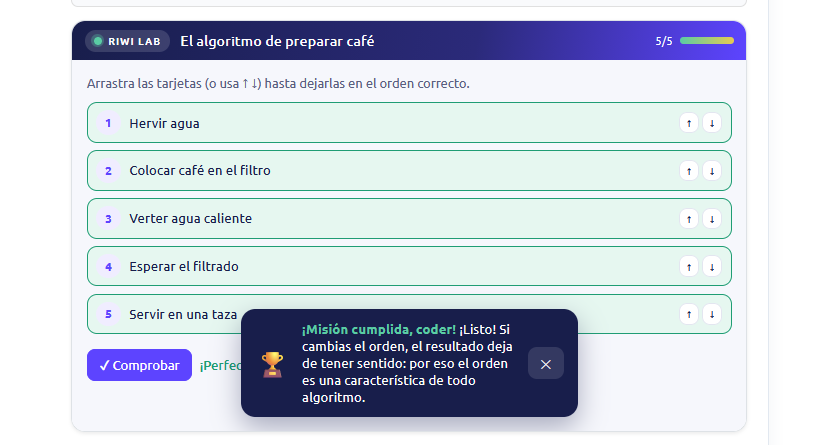 RIWI LAB El algoritmo de preparar café 5/5
Arrastra las tarjetas (o usa ↑ ↓) hasta dejarlas en el orden correcto.
1 Hervir agua ↑ ↓
2 Colocar café en el filtro ↑ ↓
3 Verter agua caliente ↑ ↓
4 Esperar el filtrado ↑ ↓
5 Servir en una taza ↑ ↓
✓ Comprobar
¡Misión cumplida, coder! ¡Listo! Si
cambias el orden, el resultado deja
de tener sentido: por eso el orden
es una característica de todo
algoritmo.